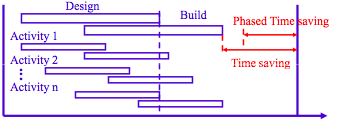 Design
Build
Phased Time saving
Activity 1
Activity 2
Time saving
Activity n